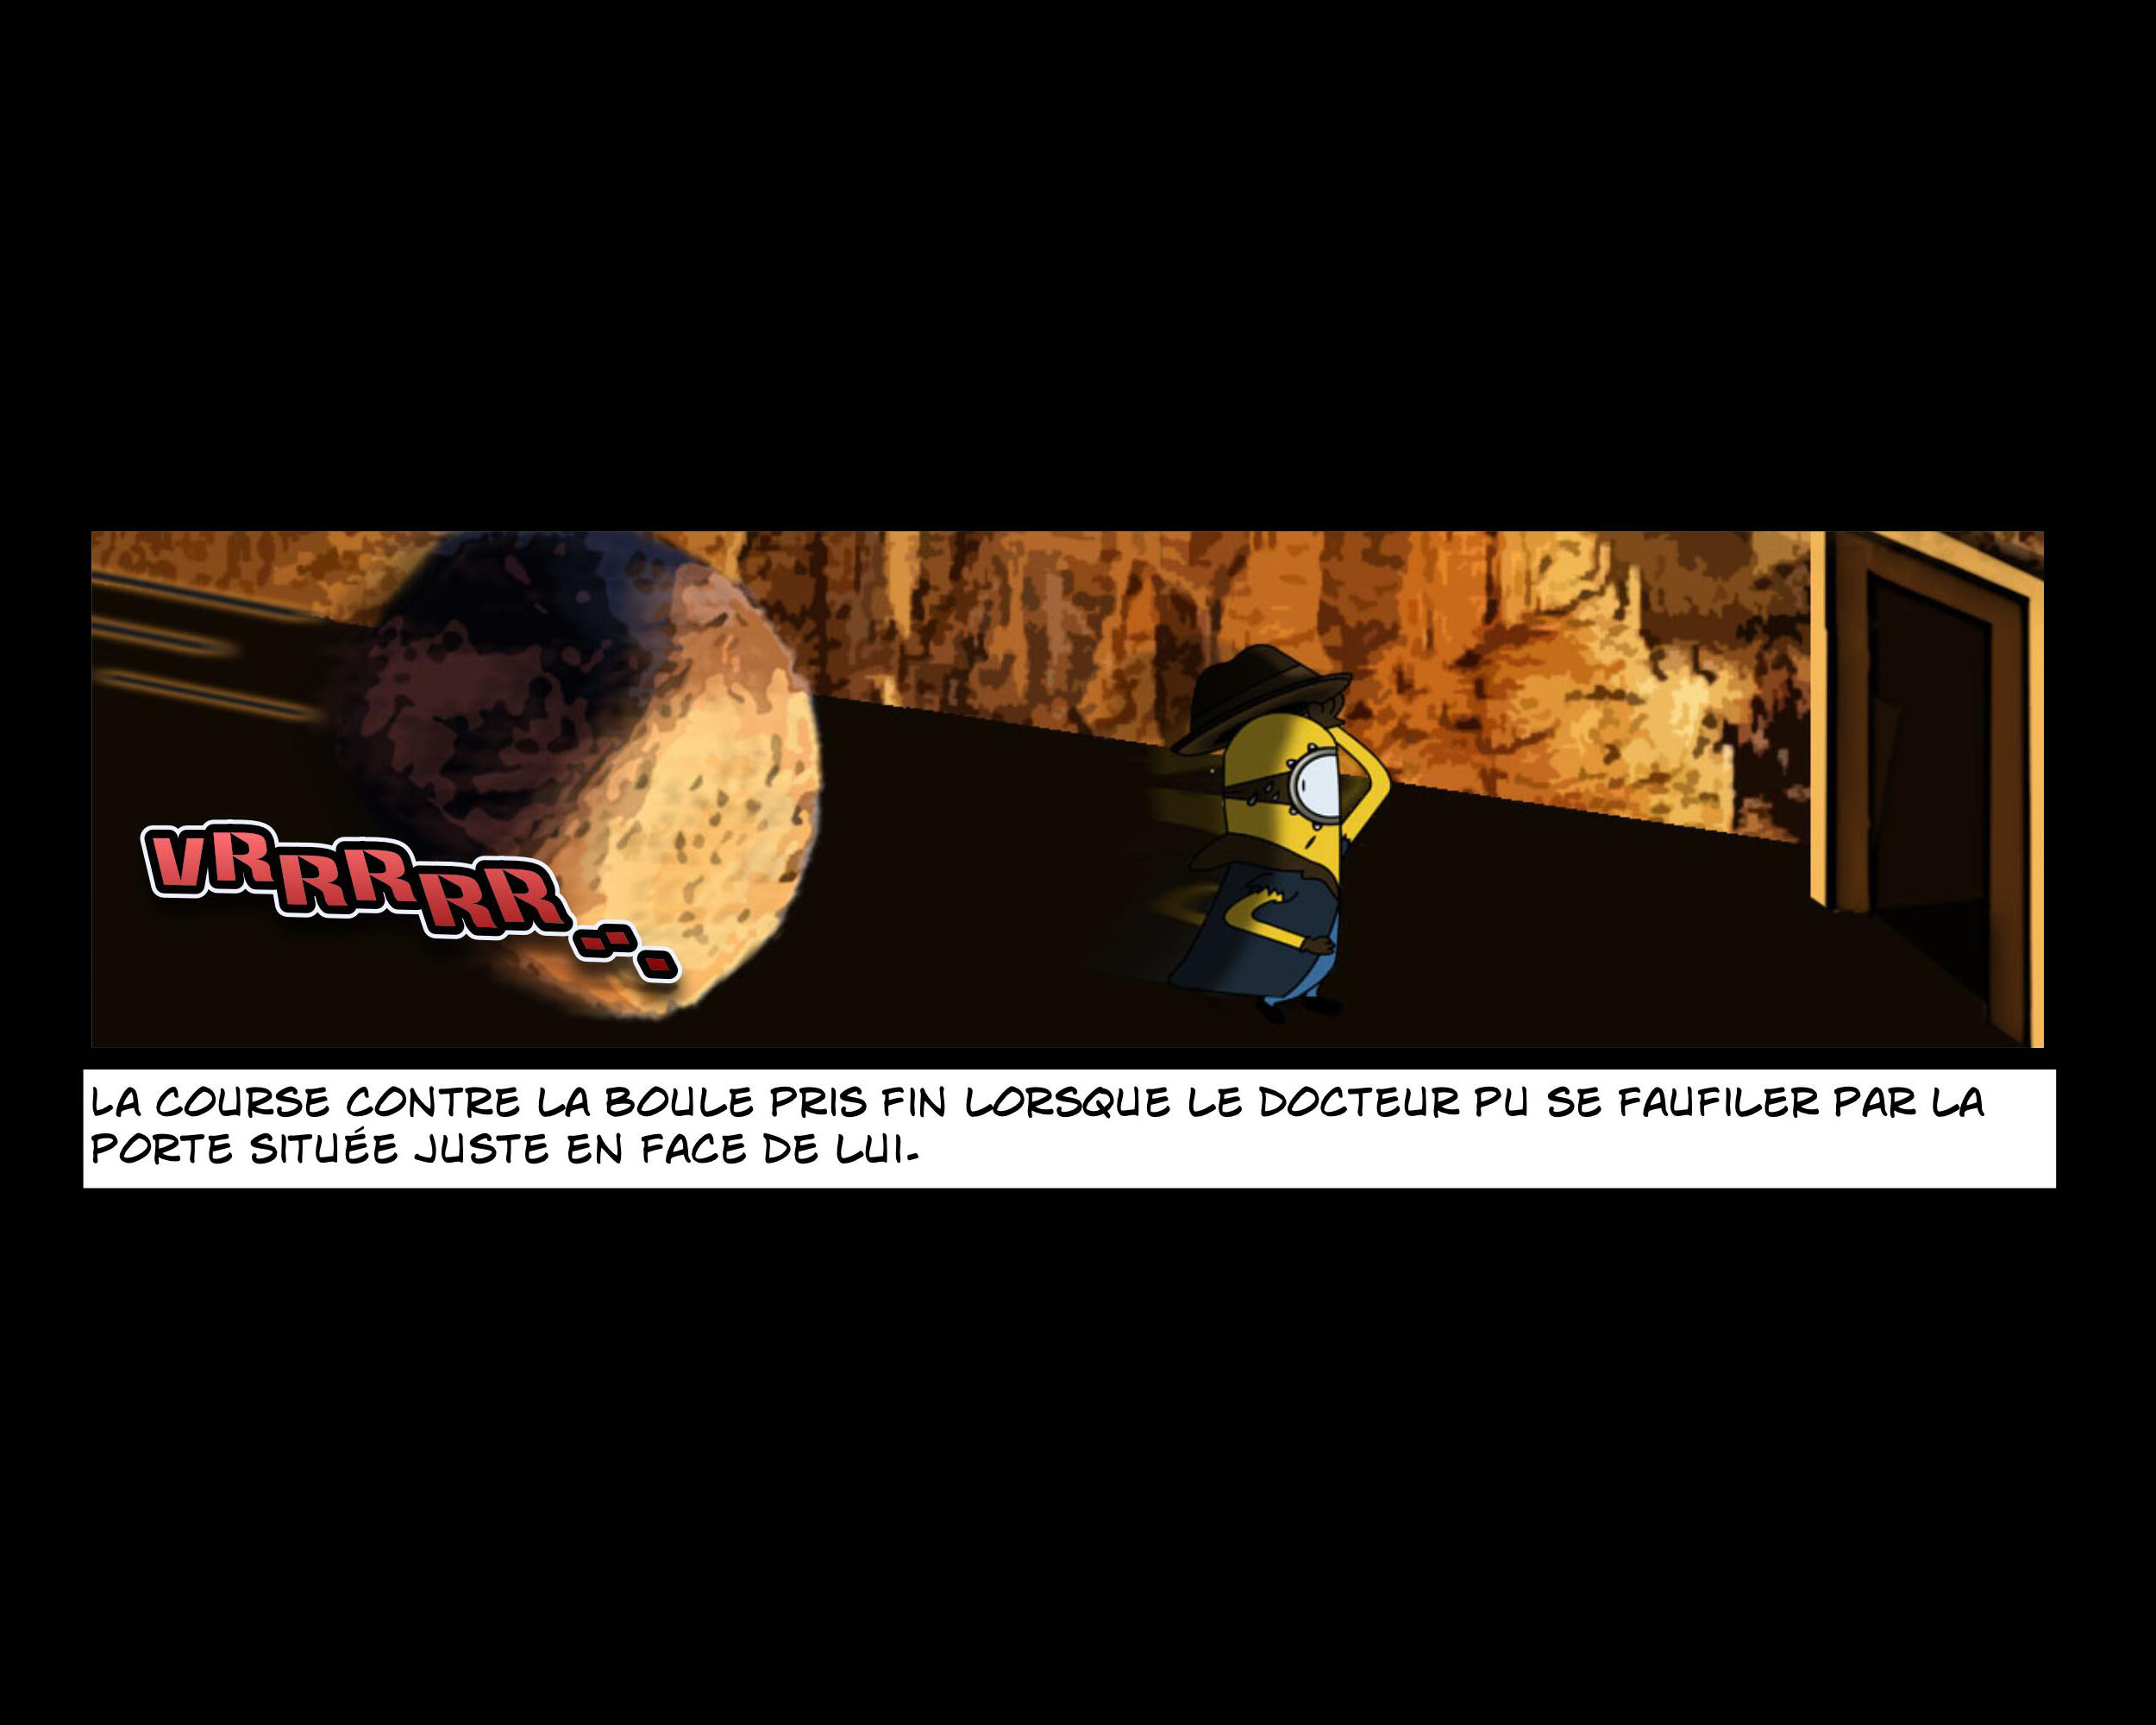 VRRRRR...
LA COURSE CONTRE LA BOULE PRIS FIN LORSQUE LE DOCTEUR PU SE FAUFILER PAR LA
PORTE SITUÉE JUSTE EN FACE DE LUI.